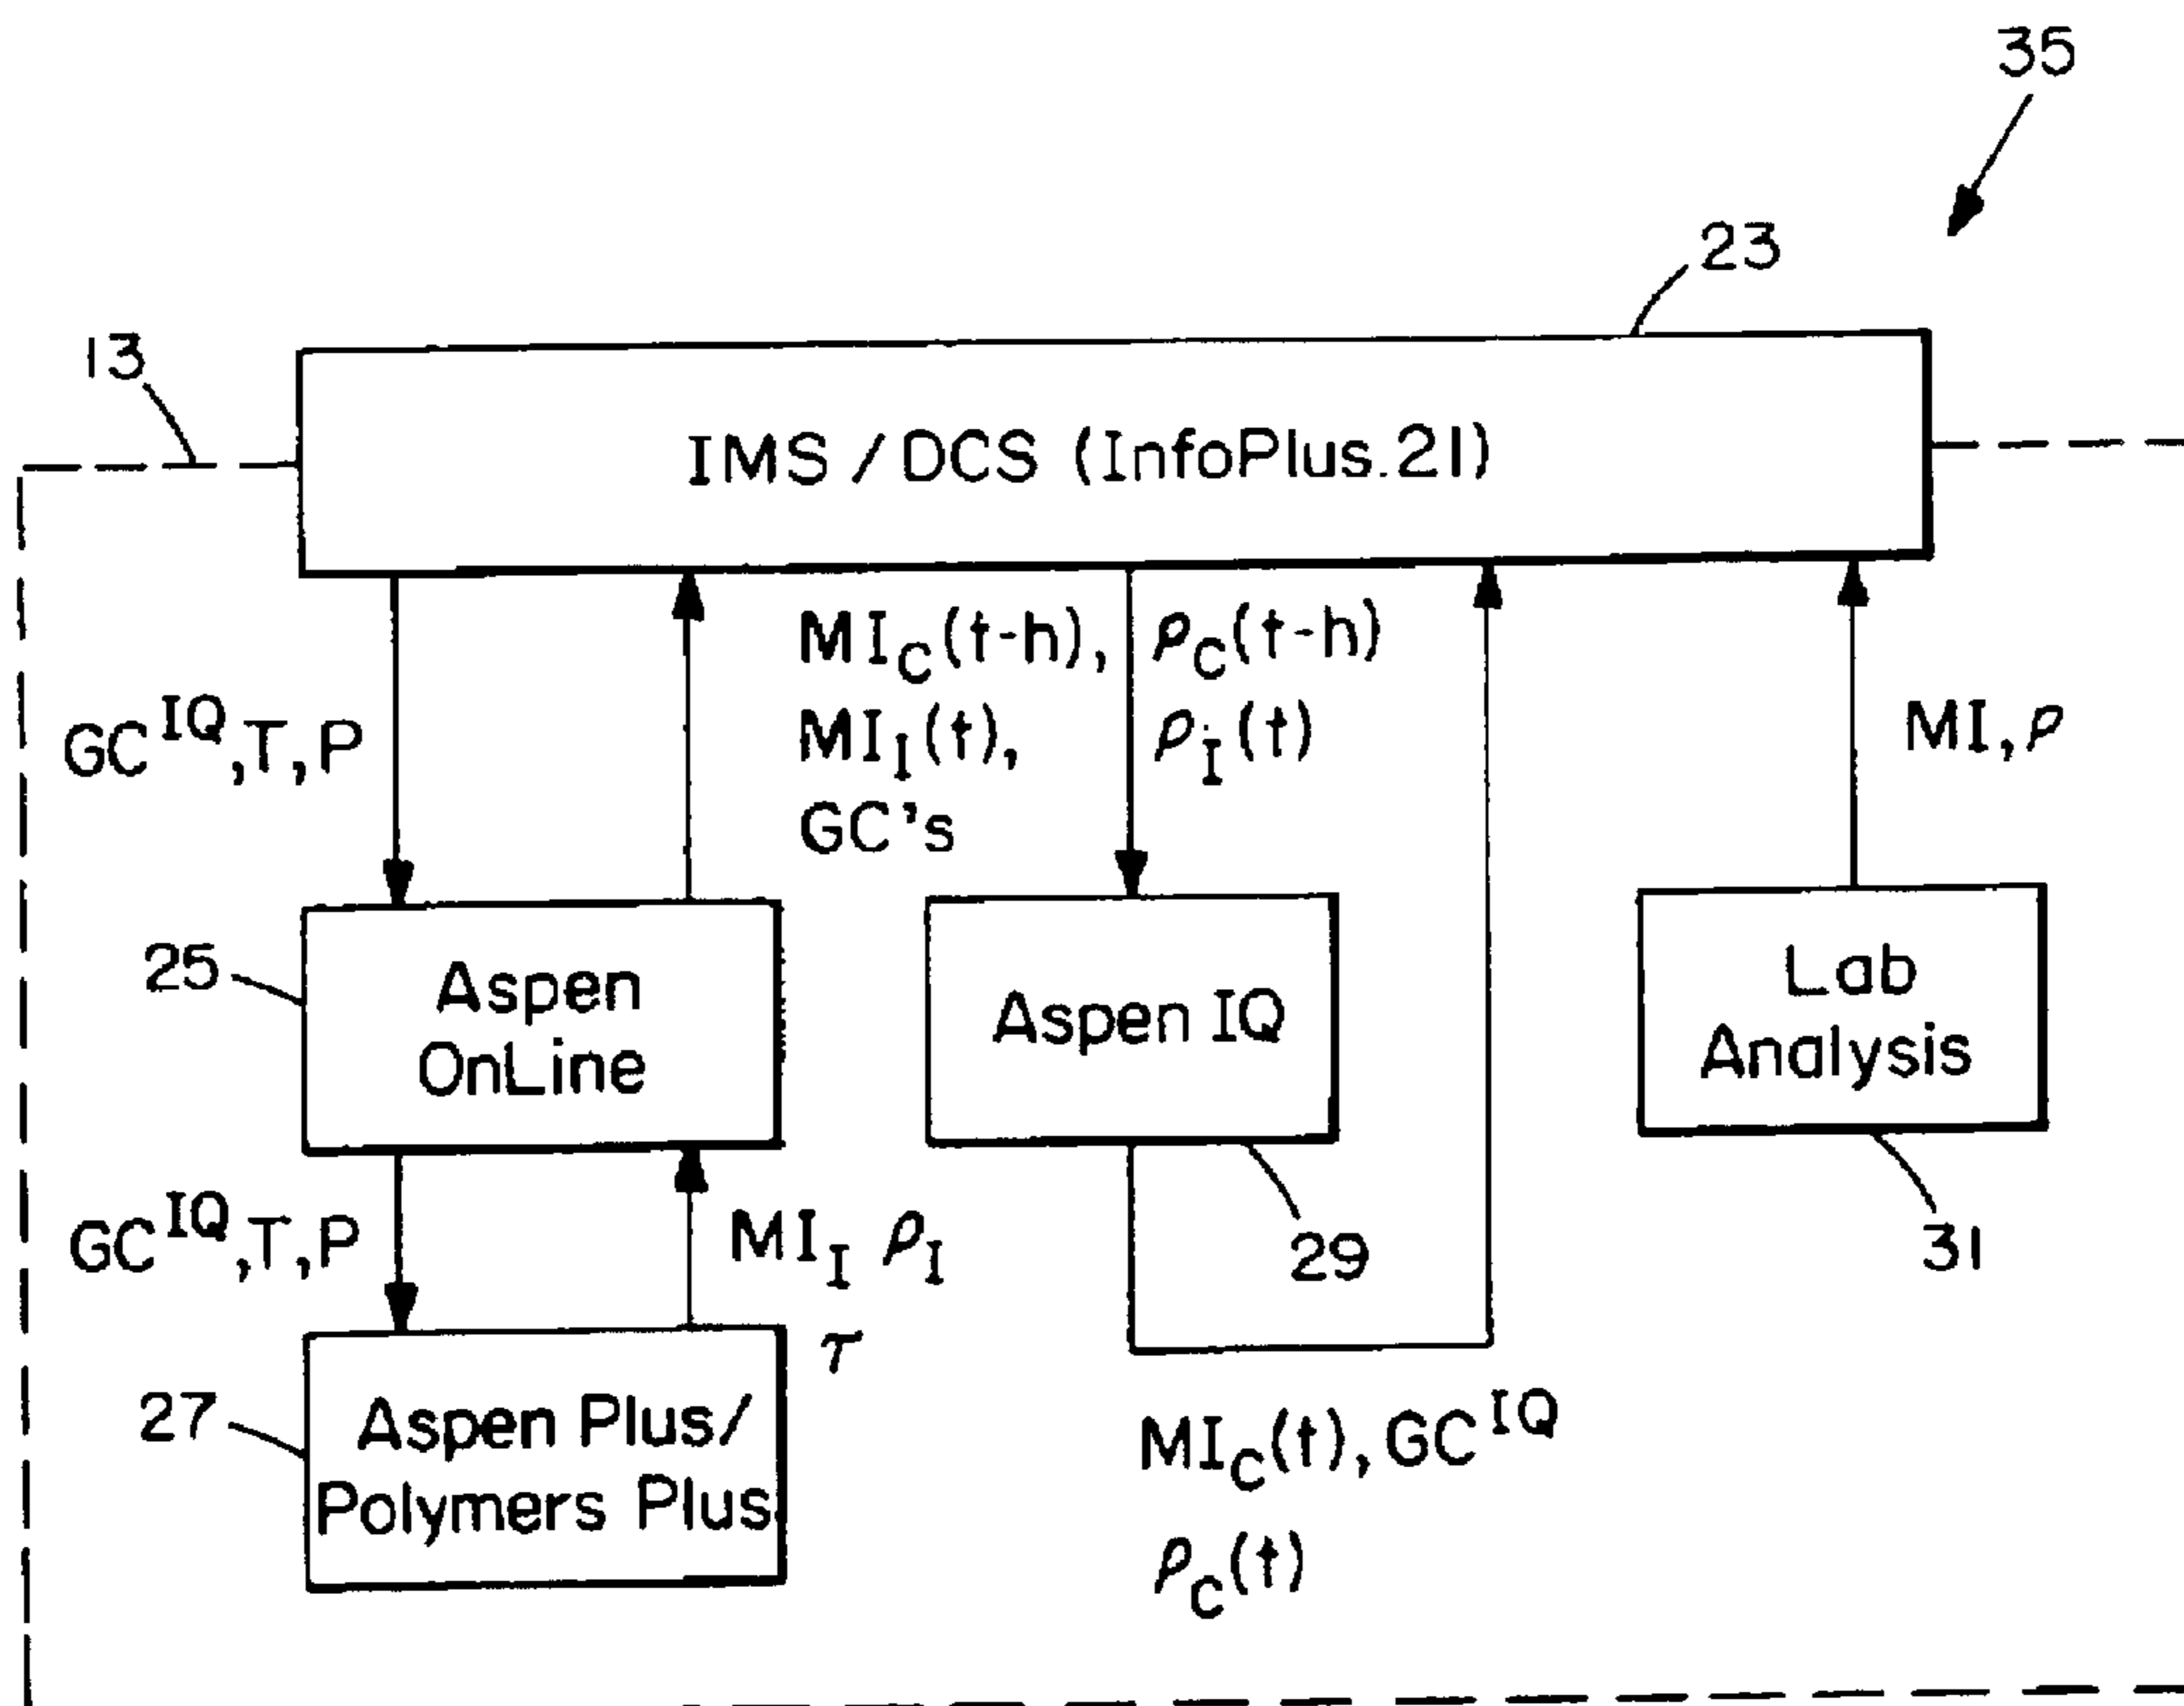 35
23
13
IMS / DCS (InfoPlus.21)
MI_C(t-h), ρ_C(t-h)
GC^IQ,T,P
MI_I(t), ρ_I(t)
MI,ρ
GC's
25
Aspen
OnLine
Aspen IQ
Lab
Analysis
GC^IQ,T,P
MI_I ρ_I
τ
29
31
27
Aspen Plus/
Polymers Plus
MI_C(t), GC^IQ
ρ_C(t)